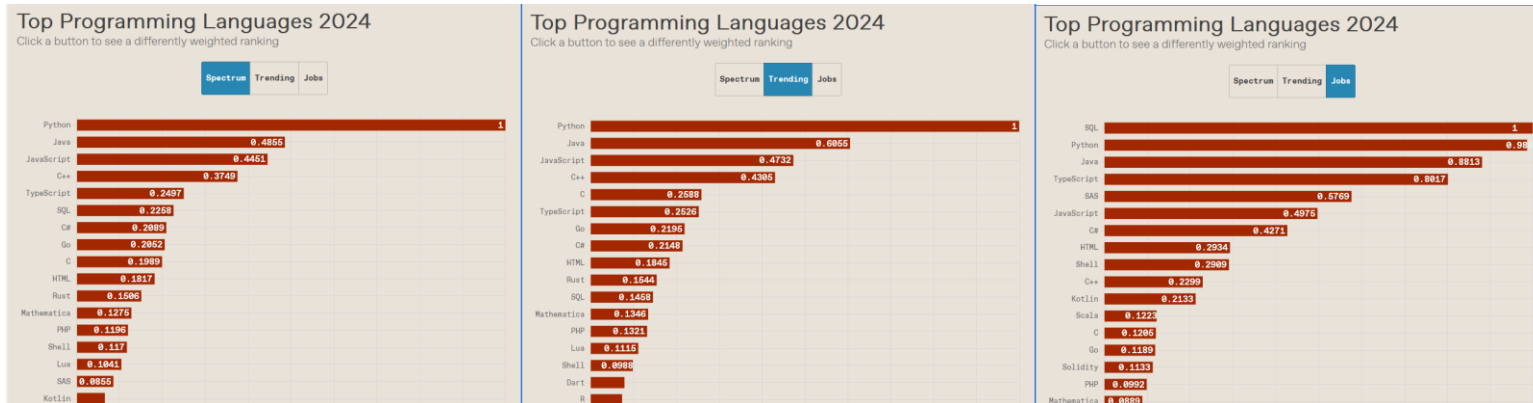 Top Programming Languages 2024
Click a button to see a differently weighted ranking
Spectrum Trending Jobs
Python 1
Java 0.4855
JavaScript 0.4451
C++ 0.3749
TypeScript 0.2497
SQL 0.2258
C# 0.2089
Go 0.2052
C 0.1989
HTML 0.1817
Rust 0.1506
Mathematica 0.1275
PHP 0.1196
Shell 0.117
Lua 0.1041
SAS 0.0855
Kotlin
Top Programming Languages 2024
Click a button to see a differently weighted ranking
Spectrum Trending Jobs
Python 1
Java 0.6055
JavaScript 0.4732
C++ 0.4305
C 0.2588
TypeScript 0.2526
Go 0.2195
C# 0.2148
HTML 0.1845
Rust 0.1544
SQL 0.1458
Mathematica 0.1346
PHP 0.1321
Lua 0.1115
Shell 0.0988
Dart
R
Top Programming Languages 2024
Click a button to see a differently weighted ranking
Spectrum Trending Jobs
SQL 1
Python 0.98
Java 0.8813
TypeScript 0.8017
SAS 0.5769
JavaScript 0.4975
C# 0.4271
HTML 0.2934
Shell 0.2909
C++ 0.2299
Kotlin 0.2133
Scala 0.1223
C 0.1205
Go 0.1189
Solidity 0.1133
PHP 0.0992
Mathematica 0.0889